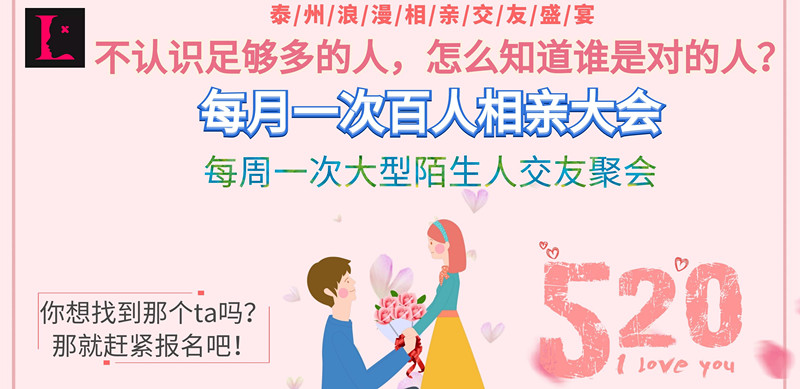 泰/州/浪/漫/相/亲/交/友/盛/宴
不认识足够多的人，怎么知道谁是对的人？
每月一次百人相亲大会
每周一次大型陌生人交友聚会
你想找到那个ta吗？
那就赶紧报名吧！
520
I love you